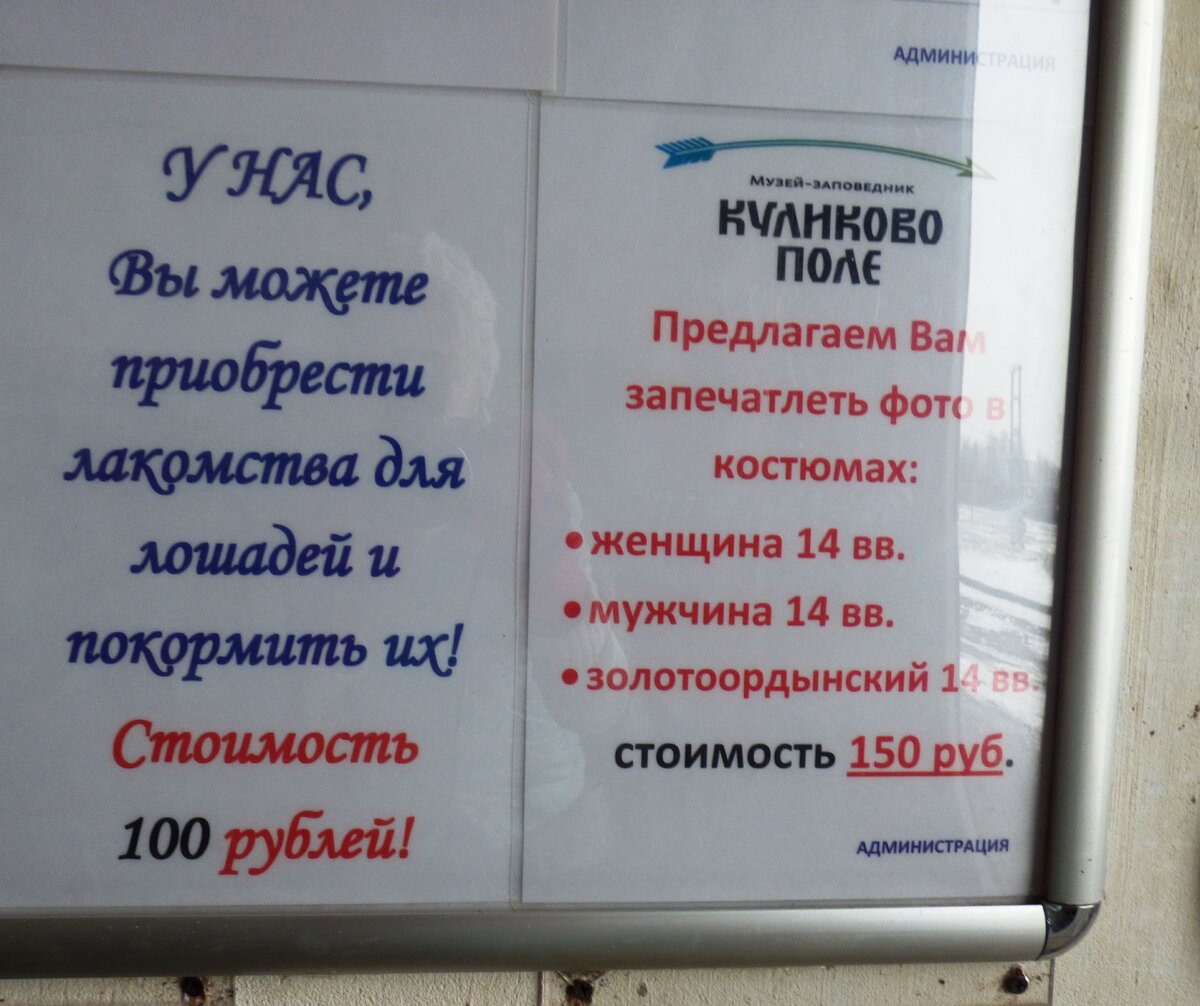 АДМИНИСТРАЦИЯ
У НАС,
Вы можете
приобрести
лакомства для
лошадей и
покормить их!
Стоимость
100 рублей!
Музей-заповедник
КУЛИКОВО
ПОЛЕ
Предлагаем Вам
запечатлеть фото в
костюмах:
• женщина 14 вв.
• мужчина 14 вв.
• золотоордынский 14 вв.
стоимость 150 руб.
АДМИНИСТРАЦИЯ